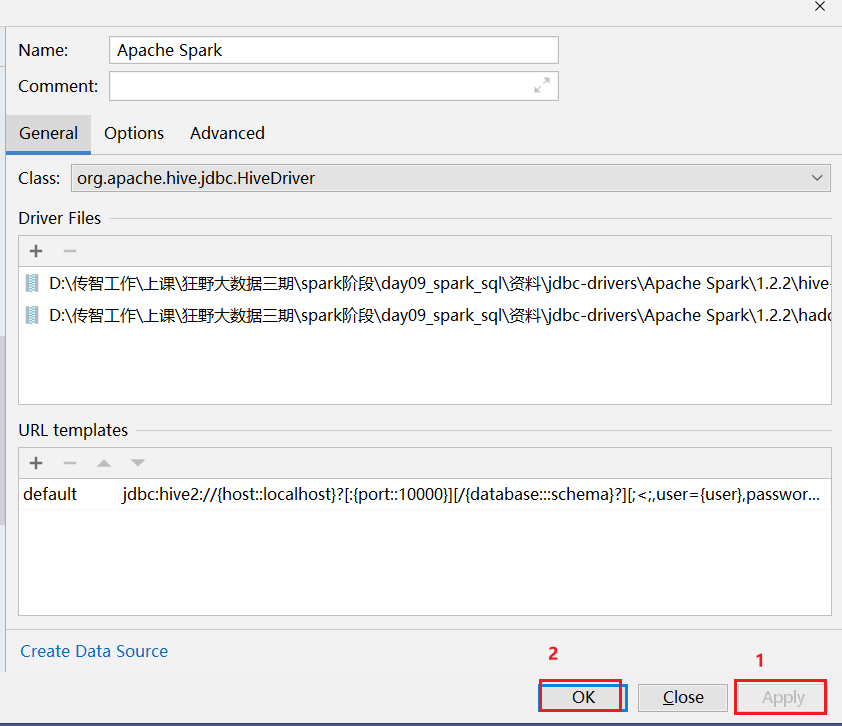 Name: Apache Spark
Comment:
General Options Advanced
Class: org.apache.hive.jdbc.HiveDriver
Driver Files
D:\传智工作\上课\狂野大数据三期\spark阶段\day09_spark_sql\资料\jdbc-drivers\Apache Spark\1.2.2\hive-
D:\传智工作\上课\狂野大数据三期\spark阶段\day09_spark_sql\资料\jdbc-drivers\Apache Spark\1.2.2\hado
URL templates
default jdbc:hive2://{host::localhost}?[:{port::10000}][/{database:::schema}?][;<;,user={user},passwor...
Create Data Source
2 1
OK Close Apply